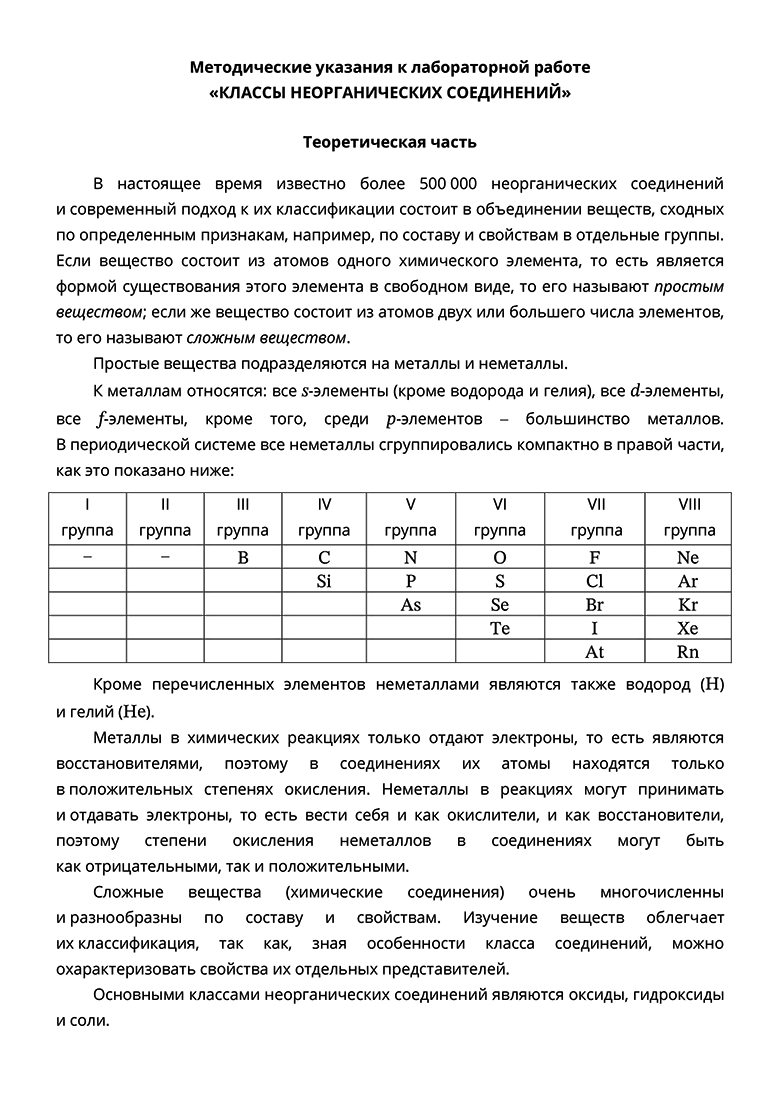 Методические указания к лабораторной работе
«КЛАССЫ НЕОРГАНИЧЕСКИХ СОЕДИНЕНИЙ»
Теоретическая часть
В настоящее время известно более 500 000 неорганических соединений
и современный подход к их классификации состоит в объединении веществ, сходных
по определенным признакам, например, по составу и свойствам в отдельные группы.
Если вещество состоит из атомов одного химического элемента, то есть является
формой существования этого элемента в свободном виде, то его называют простым
веществом; если же вещество состоит из атомов двух или большего числа элементов,
то его называют сложным веществом.
Простые вещества подразделяются на металлы и неметаллы.
К металлам относятся: все s-элементы (кроме водорода и гелия), все d-элементы,
все f-элементы, кроме того, среди p-элементов – большинство металлов.
В периодической системе все неметаллы сгруппировались компактно в правой части,
как это показано ниже:
I II III IV V VI VII VIII
группа группа группа группа группа группа группа группа
– – B C N O F Ne
Si P S Cl Ar
As Se Br Kr
Te I Xe
At Rn
Кроме перечисленных элементов неметаллами являются также водород (H)
и гелий (He).
Металлы в химических реакциях только отдают электроны, то есть являются
восстановителями, поэтому в соединениях их атомы находятся только
в положительных степенях окисления. Неметаллы в реакциях могут принимать
и отдавать электроны, то есть вести себя и как окислители, и как восстановители,
поэтому степени окисления неметаллов в соединениях могут быть
как отрицательными, так и положительными.
Сложные вещества (химические соединения) очень многочисленны
и разнообразны по составу и свойствам. Изучение веществ облегчает
их классификация, так как, зная особенности класса соединений, можно
охарактеризовать свойства их отдельных представителей.
Основными классами неорганических соединений являются оксиды, гидроксиды
и соли.